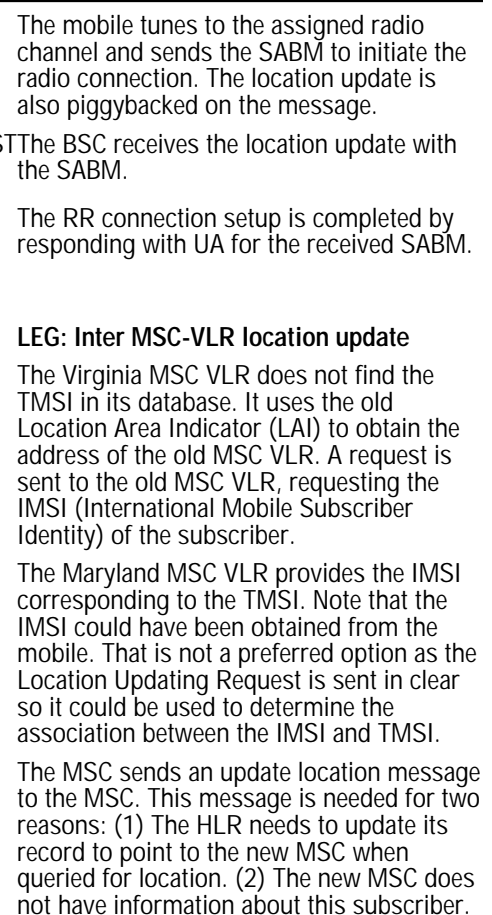 The mobile tunes to the assigned radio
channel and sends the SABM to initiate the
radio connection. The location update is
also piggybacked on the message.
STThe BSC receives the location update with
the SABM.
The RR connection setup is completed by
responding with UA for the received SABM.
LEG: Inter MSC-VLR location update
The Virginia MSC VLR does not find the
TMSI in its database. It uses the old
Location Area Indicator (LAI) to obtain the
address of the old MSC VLR. A request is
sent to the old MSC VLR, requesting the
IMSI (International Mobile Subscriber
Identity) of the subscriber.
The Maryland MSC VLR provides the IMSI
corresponding to the TMSI. Note that the
IMSI could have been obtained from the
mobile. That is not a preferred option as the
Location Updating Request is sent in clear
so it could be used to determine the
association between the IMSI and TMSI.
The MSC sends an update location message
to the MSC. This message is needed for two
reasons: (1) The HLR needs to update its
record to point to the new MSC when
queried for location. (2) The new MSC does
not have information about this subscriber.